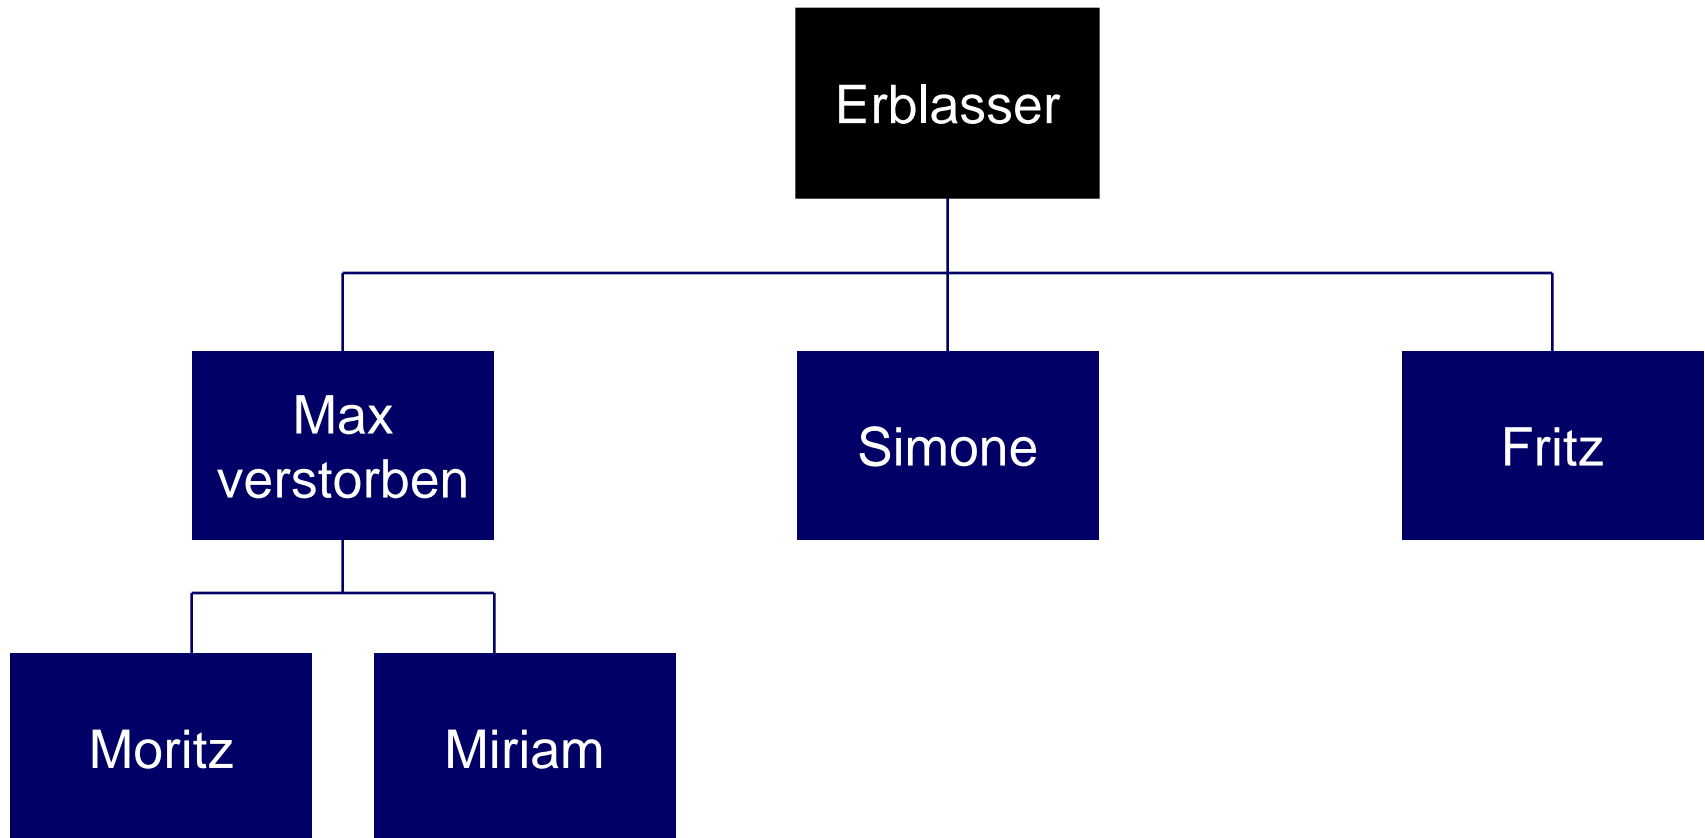 Erblasser
Max
verstorben
Simone
Fritz
Moritz
Miriam